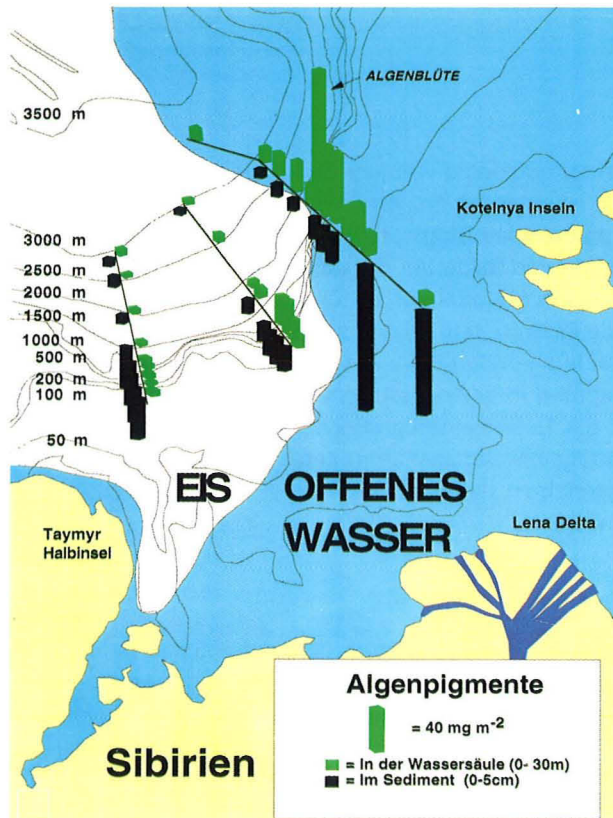 ALGENBLÜTE
3500 m
Kotelnya Inseln
3000 m
2500 m
2000 m
1500 m
1000 m
500 m
200 m
100 m
50 m
EIS
OFFENES
WASSER
Taymyr
Halbinsel
Lena Delta
Sibirien
Algenpigmente
= 40 mg m⁻²
= In der Wassersäule (0- 30m)
= Im Sediment (0-5cm)